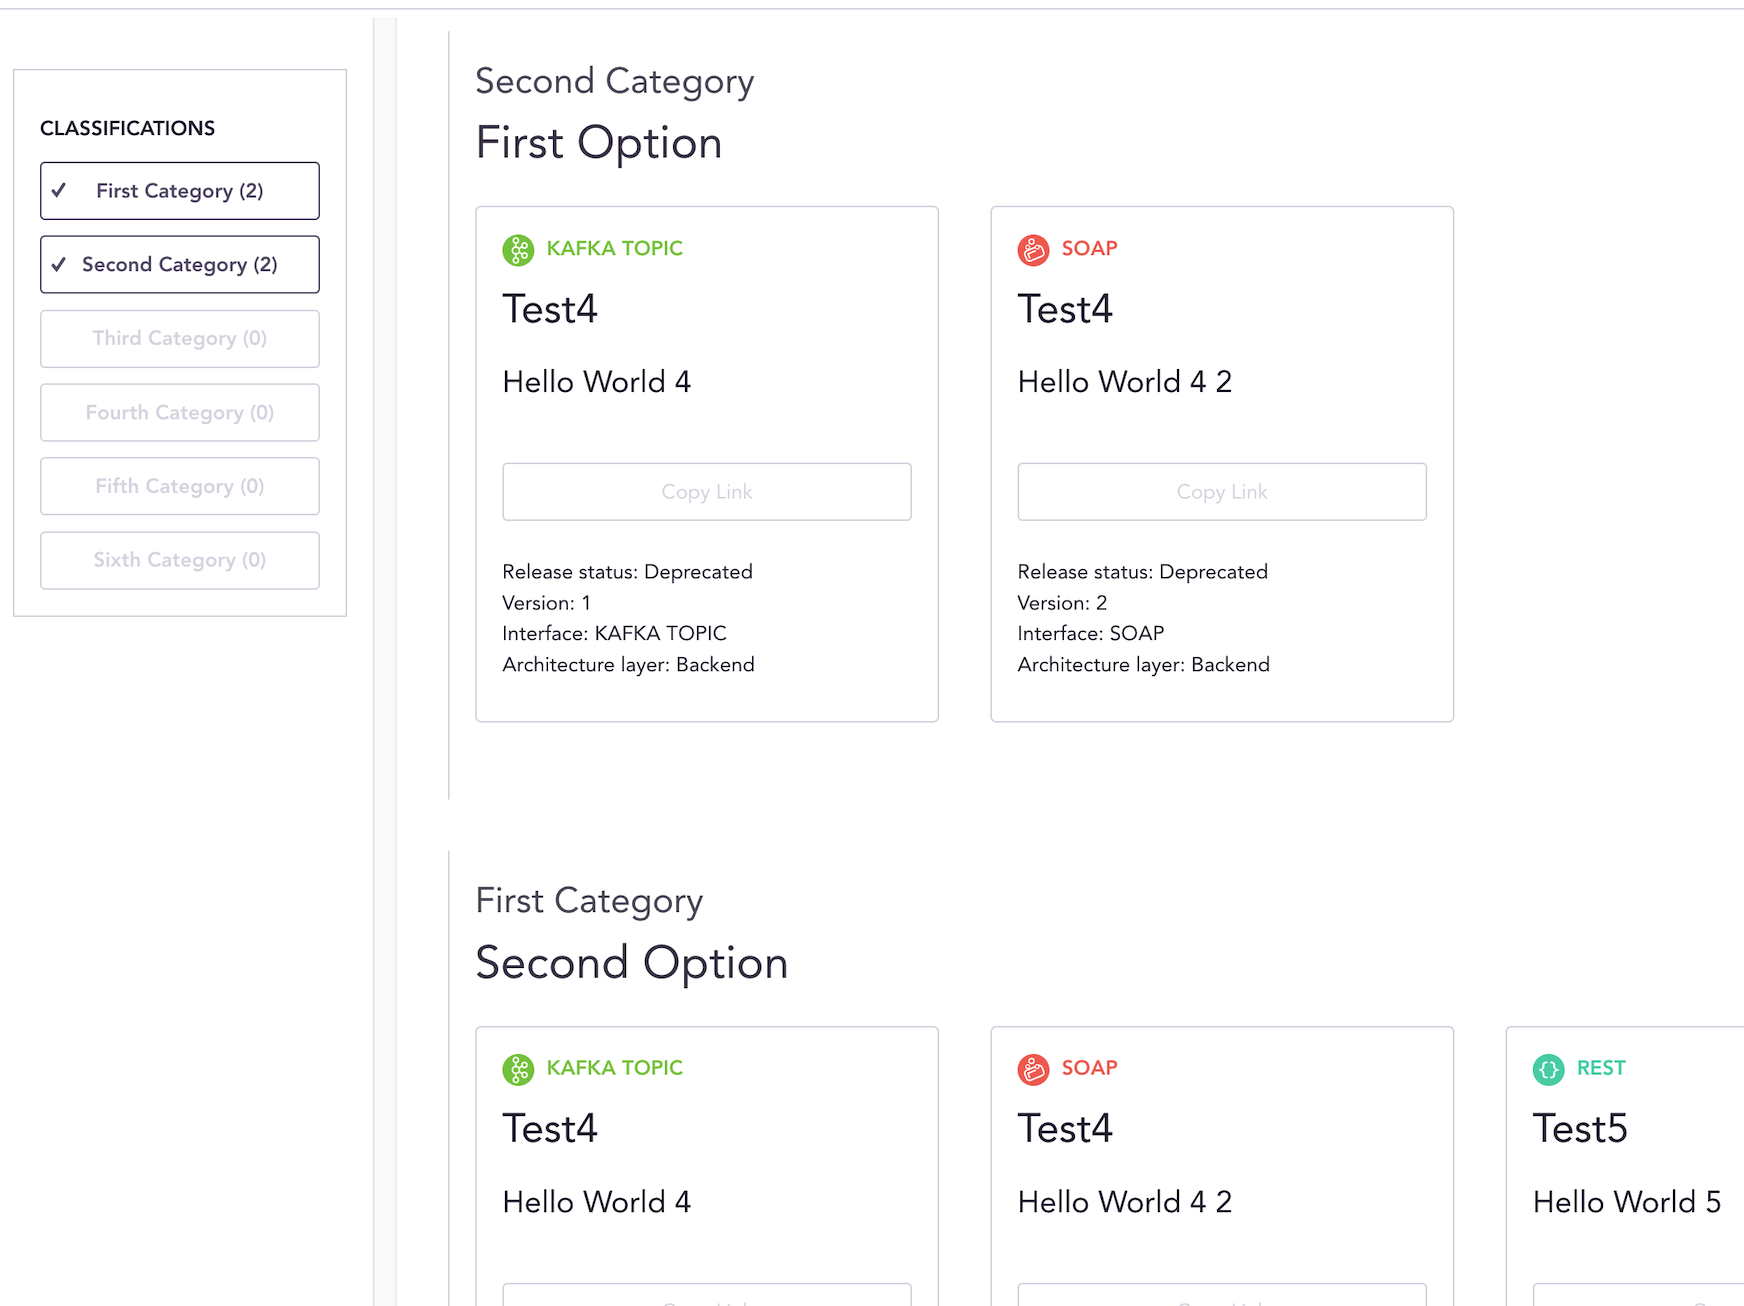 CLASSIFICATIONS
✓ First Category (2)
✓ Second Category (2)
Third Category (0)
Fourth Category (0)
Fifth Category (0)
Sixth Category (0)
Second Category
First Option
KAFKA TOPIC
Test4
Hello World 4
Copy Link
Release status: Deprecated
Version: 1
Interface: KAFKA TOPIC
Architecture layer: Backend
SOAP
Test4
Hello World 4 2
Copy Link
Release status: Deprecated
Version: 2
Interface: SOAP
Architecture layer: Backend
First Category
Second Option
KAFKA TOPIC
Test4
Hello World 4
SOAP
Test4
Hello World 4 2
{} REST
Test5
Hello World 5